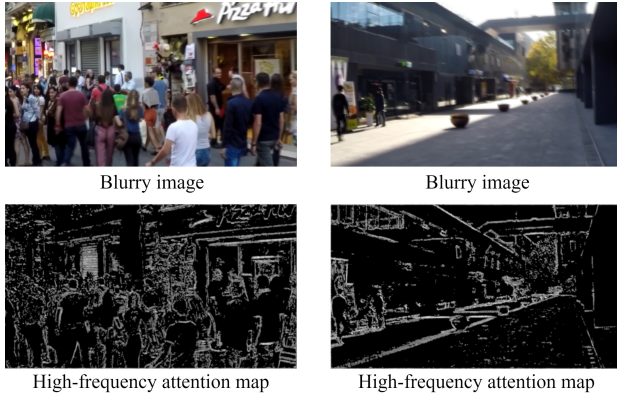 Pizza Hut
Blurry image
Blurry image
High-frequency attention map
High-frequency attention map